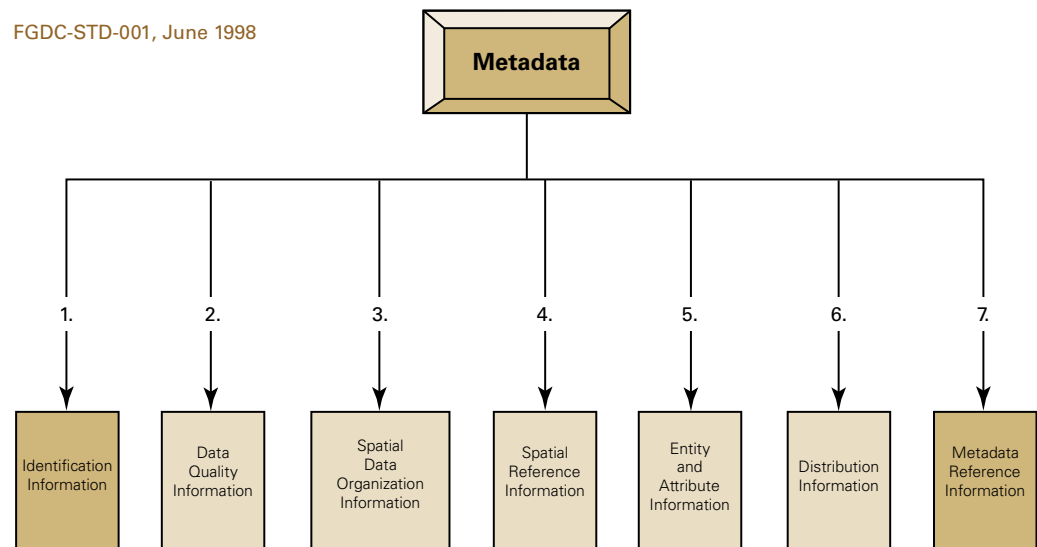 FGDC-STD-001, June 1998
Metadata
1.
2.
3.
4.
5.
6.
7.
Identification
Information
Data
Quality
Information
Spatial
Data
Organization
Information
Spatial
Reference
Information
Entity
and
Attribute
Information
Distribution
Information
Metadata
Reference
Information